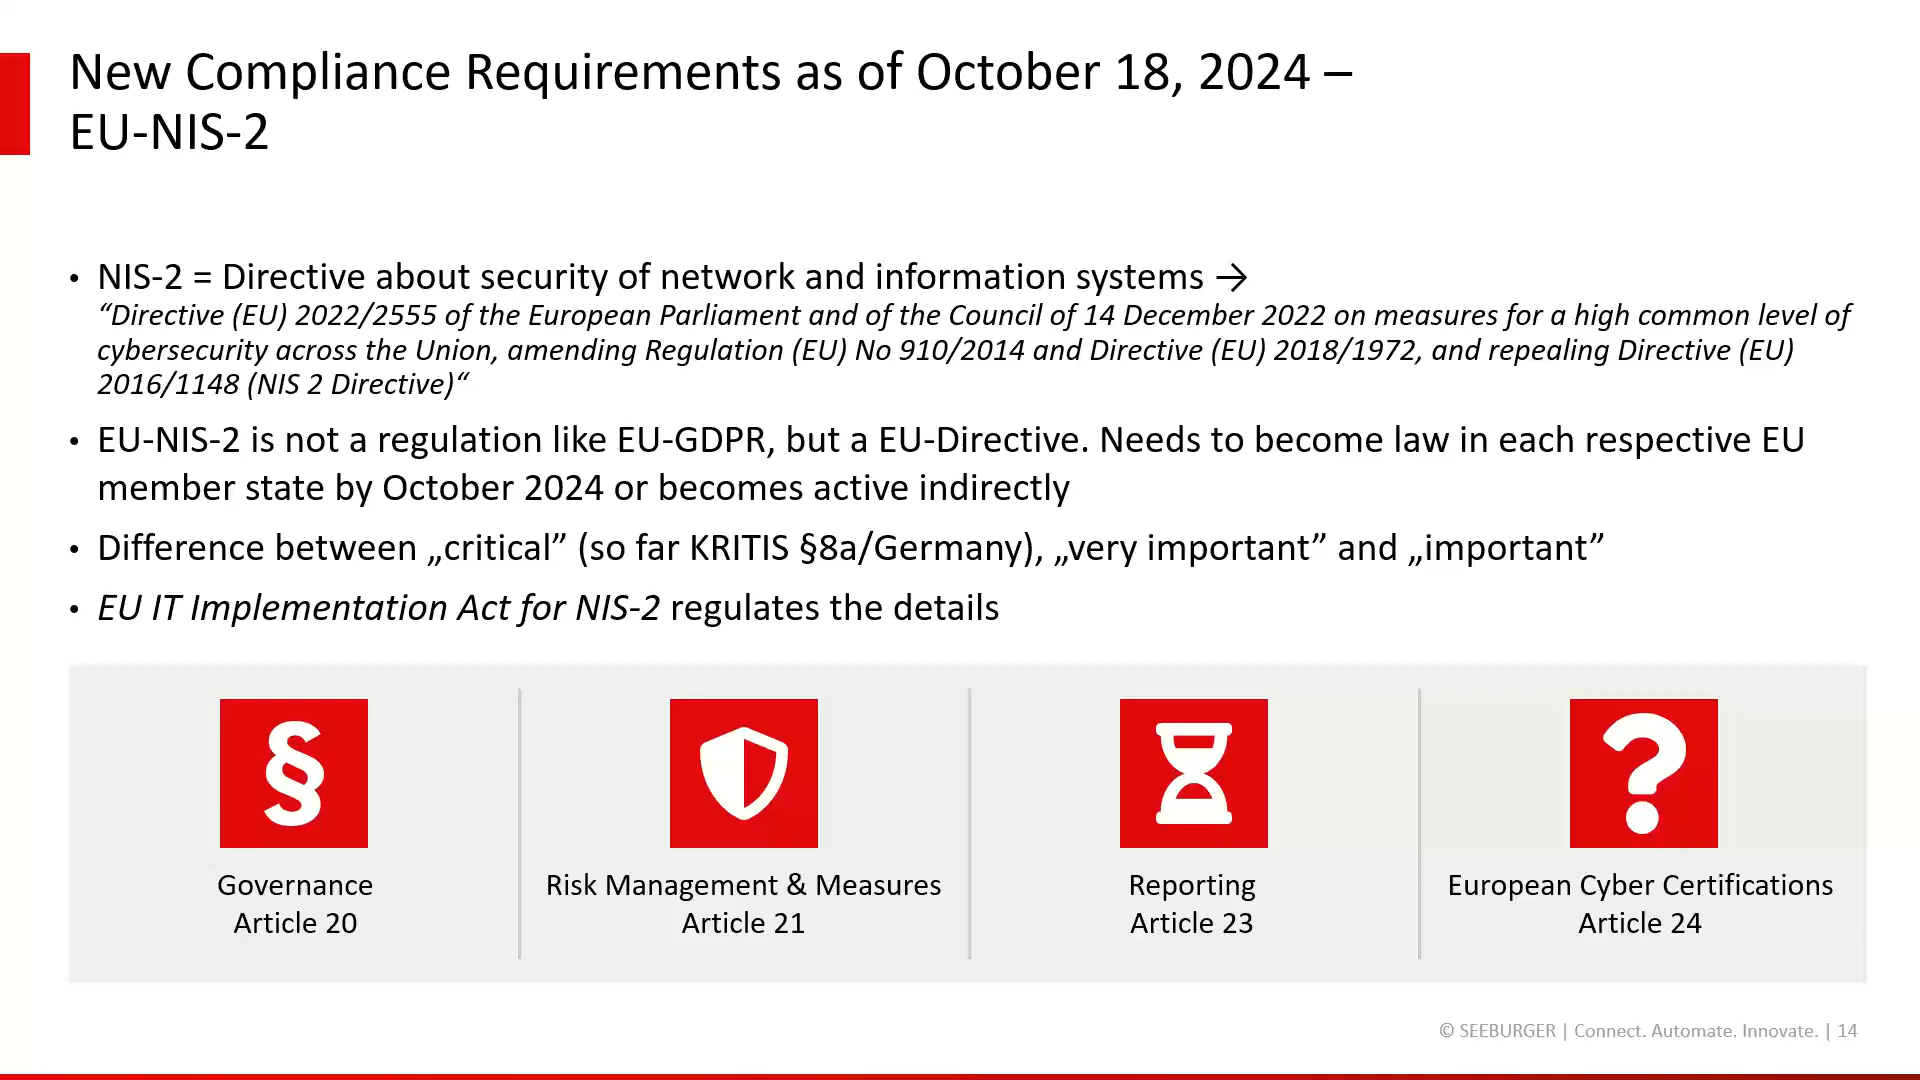 New Compliance Requirements as of October 18, 2024 –
EU-NIS-2
• NIS-2 = Directive about security of network and information systems →
“Directive (EU) 2022/2555 of the European Parliament and of the Council of 14 December 2022 on measures for a high common level of
cybersecurity across the Union, amending Regulation (EU) No 910/2014 and Directive (EU) 2018/1972, and repealing Directive (EU)
2016/1148 (NIS 2 Directive)“
• EU-NIS-2 is not a regulation like EU-GDPR, but a EU-Directive. Needs to become law in each respective EU
member state by October 2024 or becomes active indirectly
• Difference between „critical” (so far KRITIS §8a/Germany), „very important” and „important”
• EU IT Implementation Act for NIS-2 regulates the details
§
?
Governance
Article 20
Risk Management & Measures
Article 21
Reporting
Article 23
European Cyber Certifications
Article 24
© SEEBURGER | Connect. Automate. Innovate. | 14